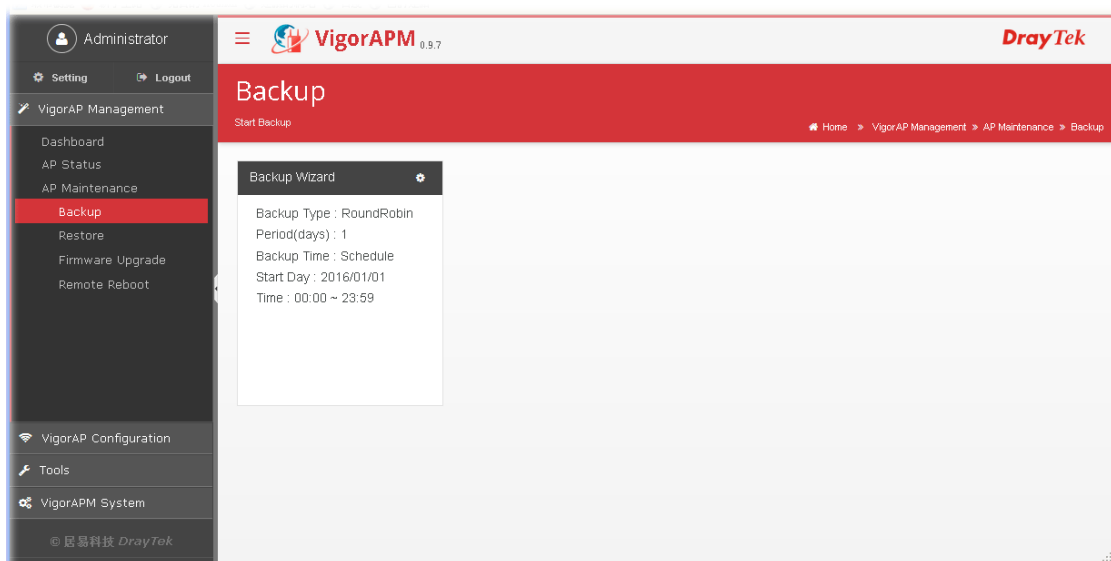 Administrator
Setting
Logout
VigorAP Management
Dashboard
AP Status
AP Maintenance
Backup
Restore
Firmware Upgrade
Remote Reboot
VigorAP Configuration
Tools
VigorAPM System
© 居易科技 DrayTek
VigorAPM 0.9.7
DrayTek
Backup
Start Backup
Home » VigorAP Management » AP Maintenance » Backup
Backup Wizard
Backup Type : RoundRobin
Period(days) : 1
Backup Time : Schedule
Start Day : 2016/01/01
Time : 00:00 ~ 23:59